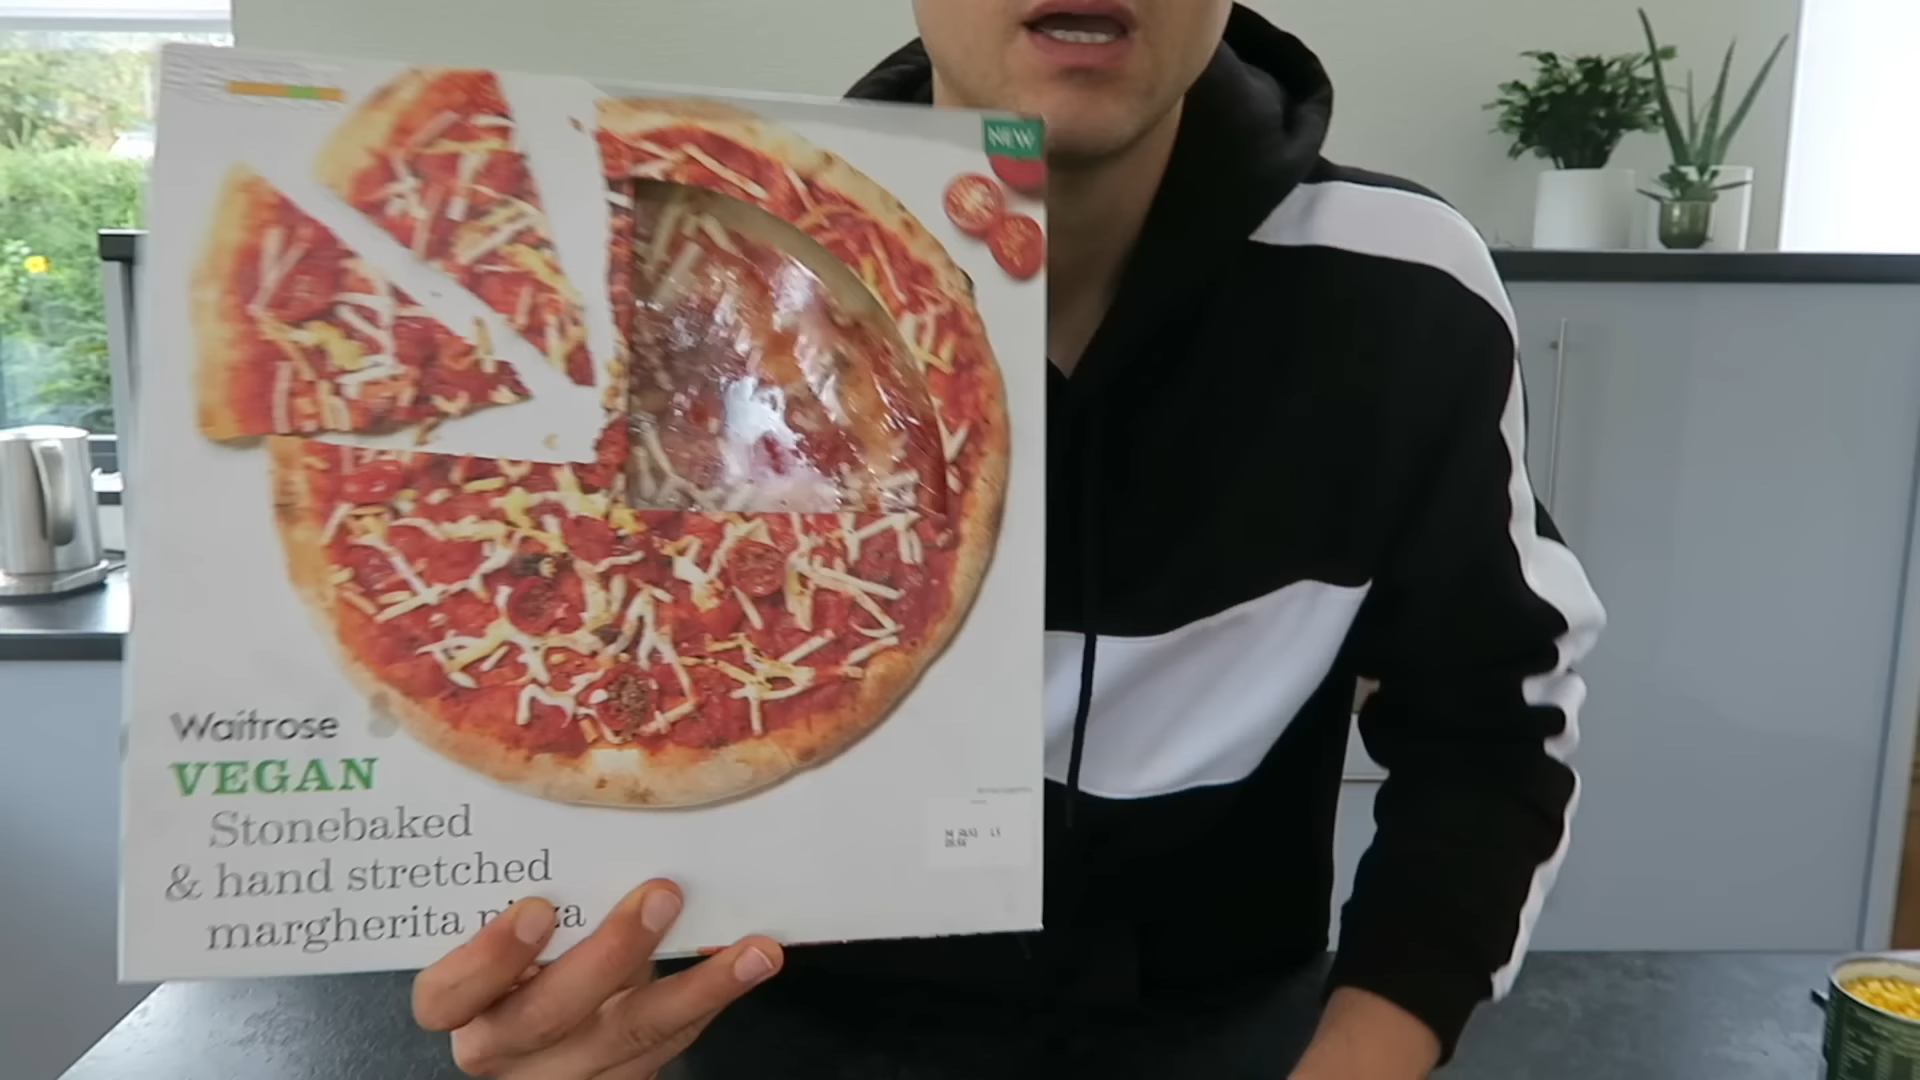 NEW
Waitrose
VEGAN
Stonebaked
& hand stretched
margherita